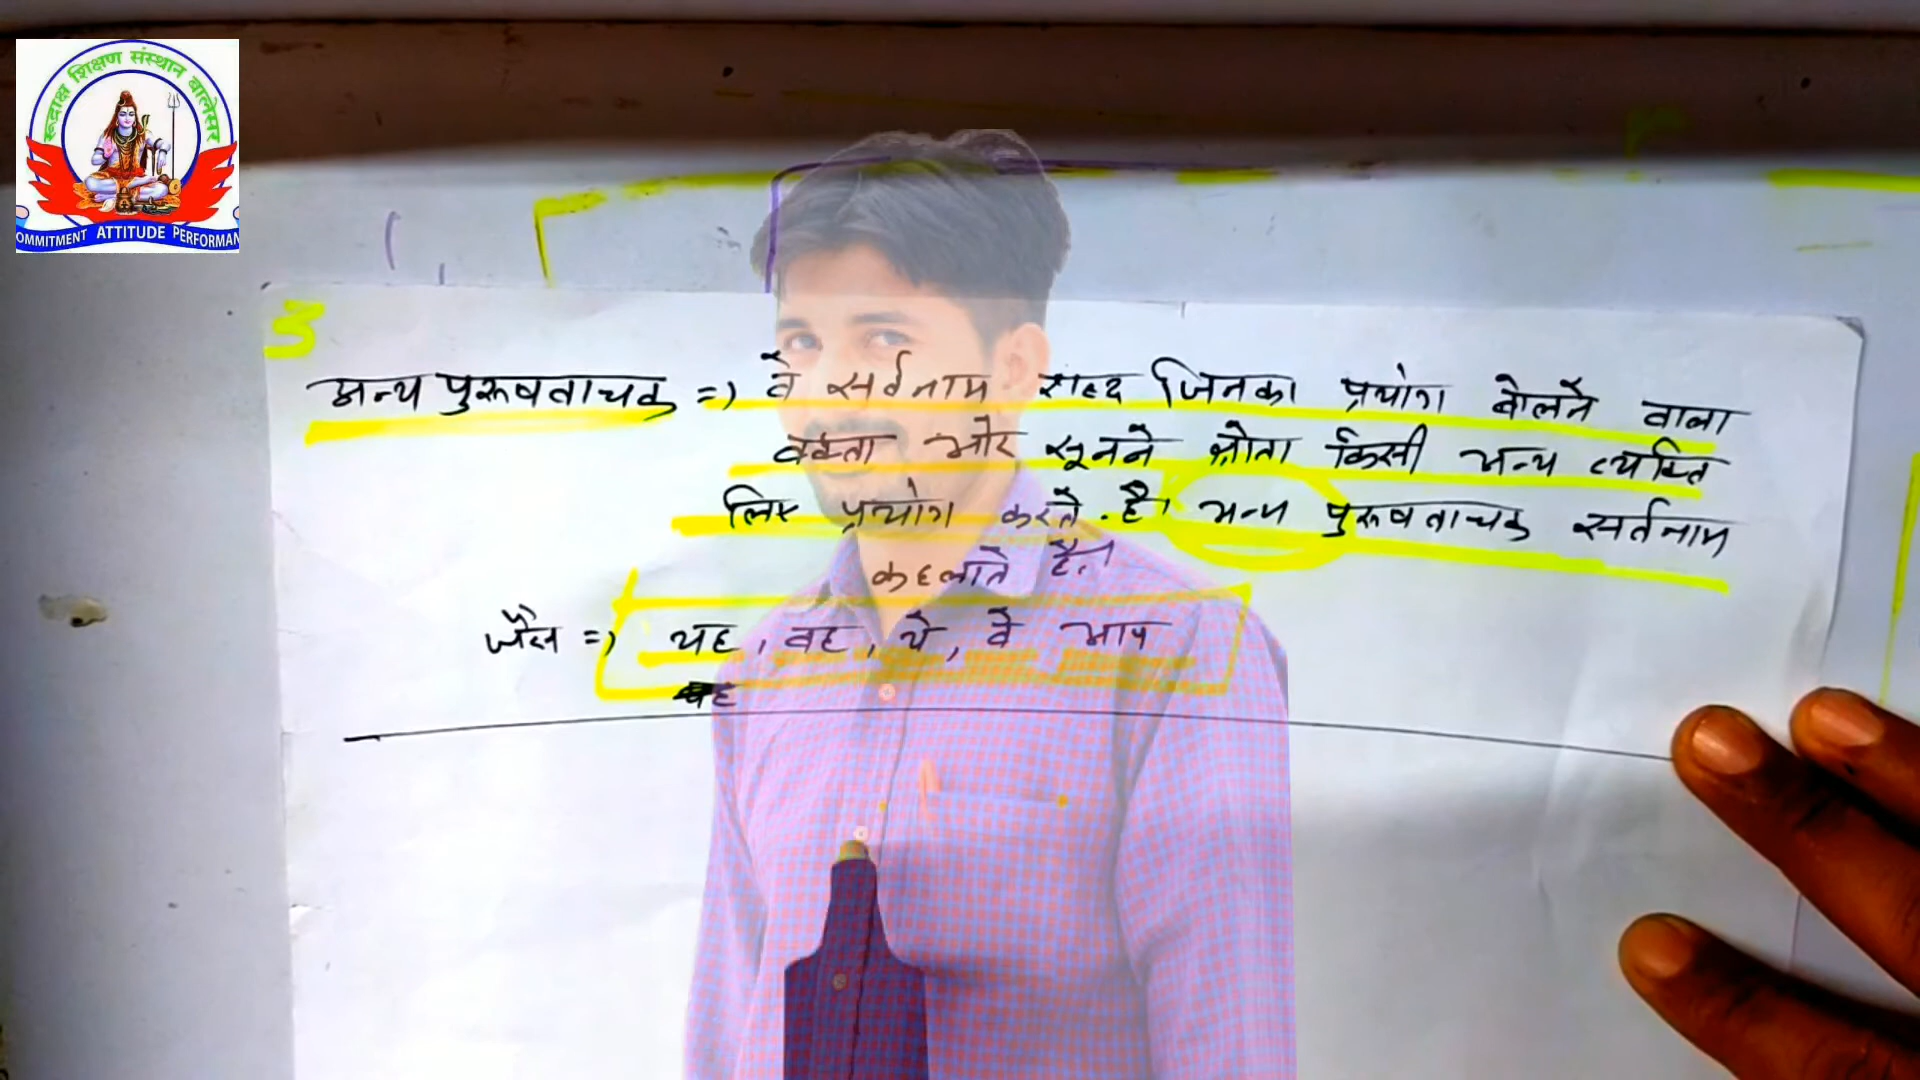 रूद्राक्ष शिक्षण संस्थान बालेसर
OMMITMENT ATTITUDE PERFORMAN
3
अन्य पुरूषवाचक => वे सर्वनाम शब्द जिनका प्रयोग बोलने वाला
वक्ता और सूनने श्रोता किसी अन्य व्यक्ति
लिए प्रयोग करते है। अन्य पुरूषवाचक सर्वनाम
कहलाते है।
जैसे => यह, वह, ये, वे आप